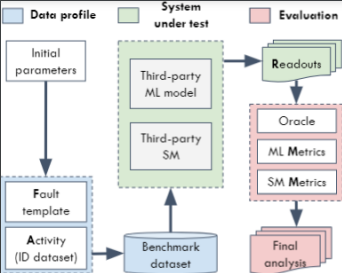 Data profile
System
under test
Evaluation
Initial
parameters
Third-party
ML model
Third-party
SM
Readouts
Oracle
ML Metrics
SM Metrics
Fault
template
Activity
(ID dataset)
Benchmark
dataset
Final
analysis